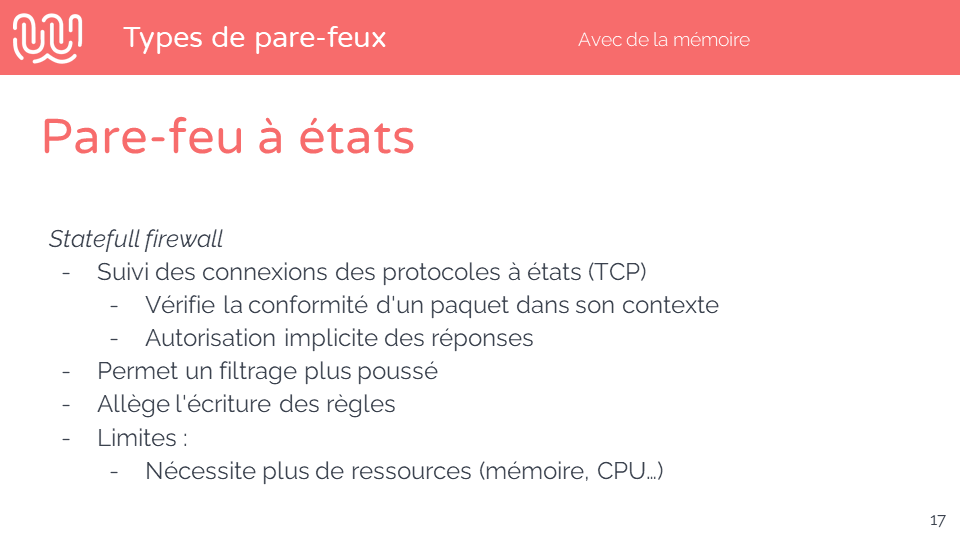 Types de pare-feux
Avec de la mémoire
Pare-feu à états
Statefull firewall
- Suivi des connexions des protocoles à états (TCP)
- Vérifie la conformité d'un paquet dans son contexte
- Autorisation implicite des réponses
- Permet un filtrage plus poussé
- Allège l'écriture des règles
- Limites :
- Nécessite plus de ressources (mémoire, CPU…)
17